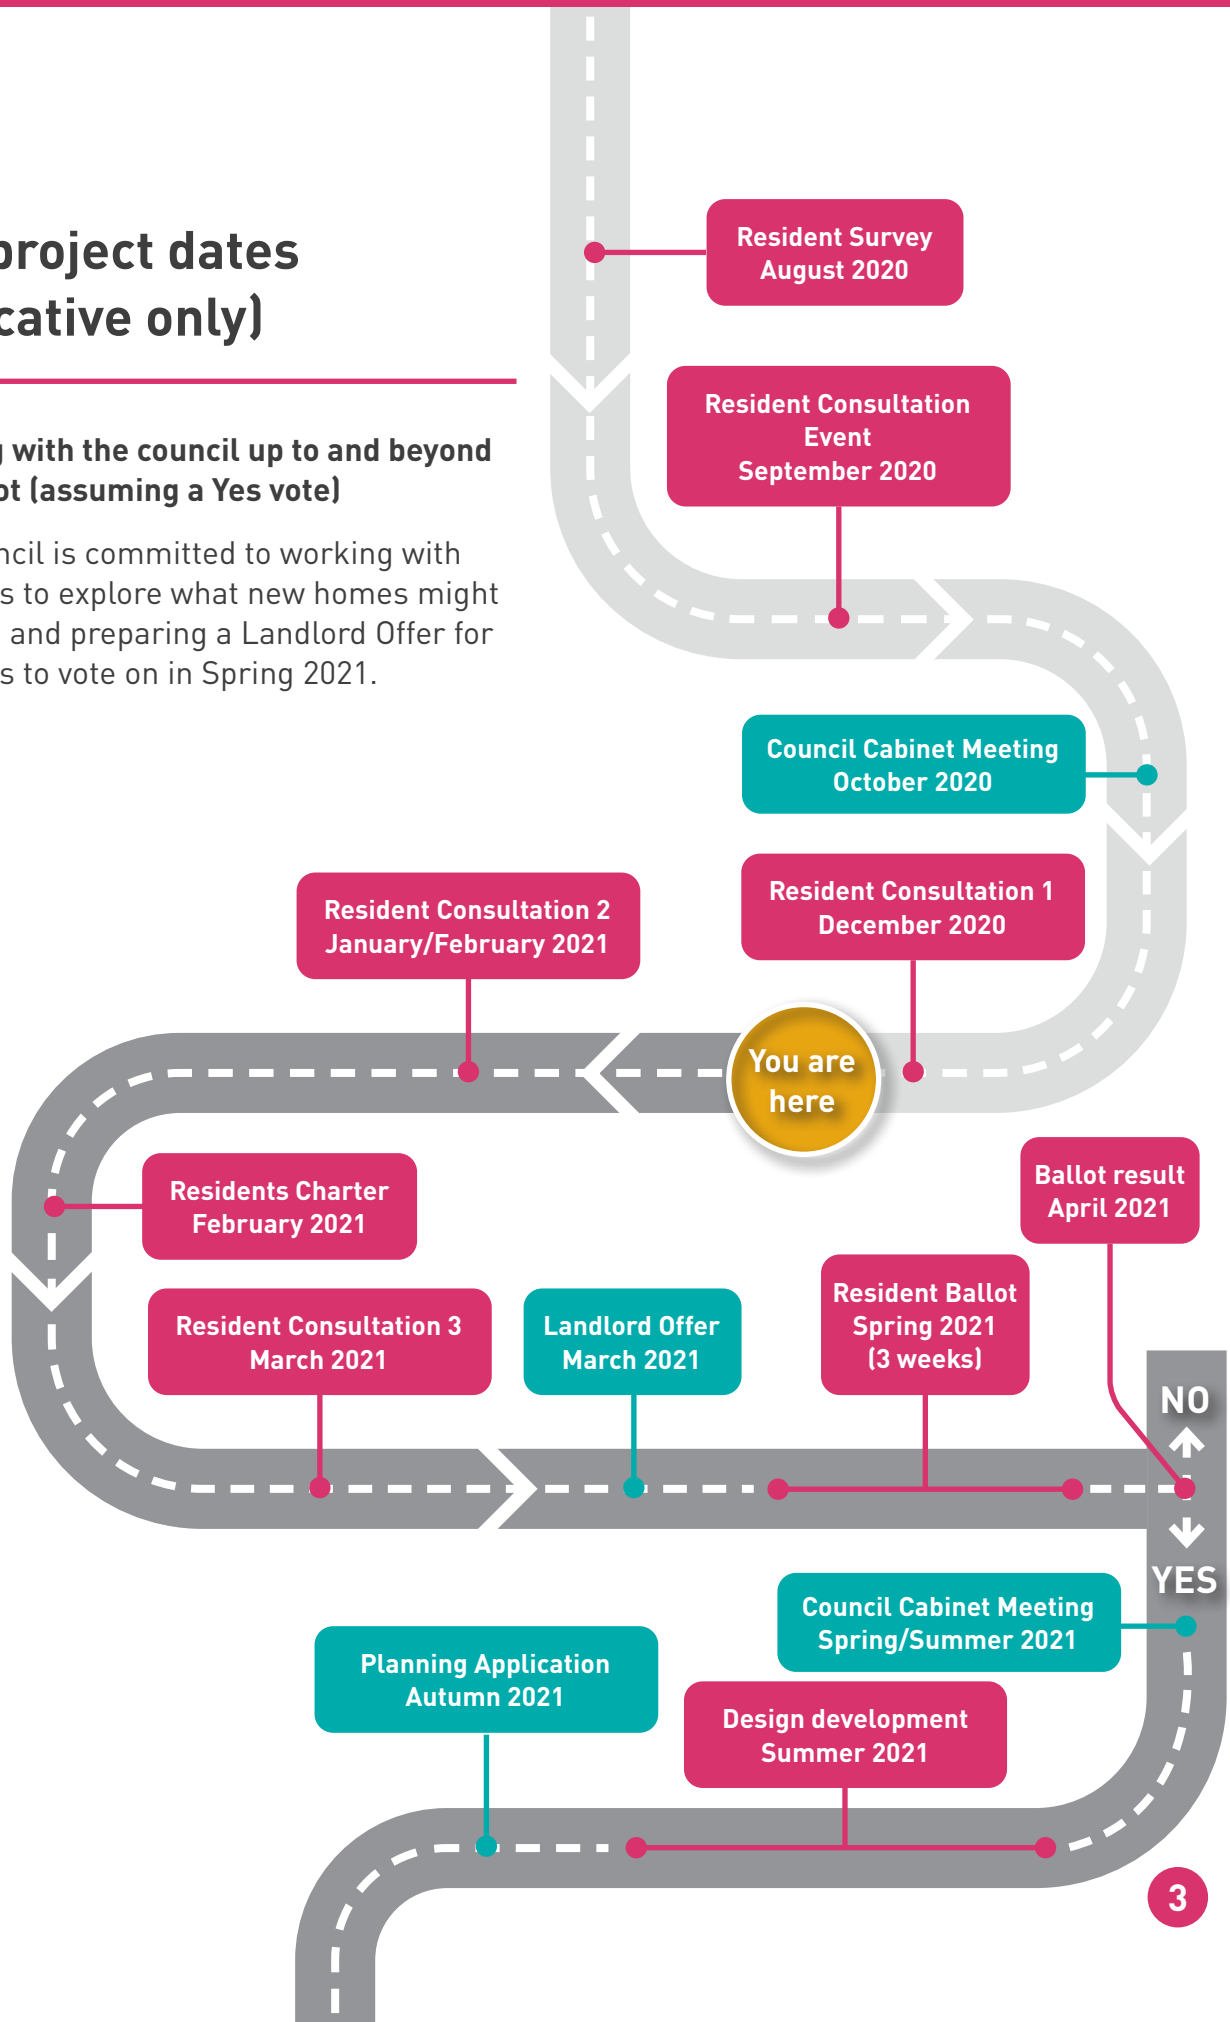 project dates
cative only)
g with the council up to and beyond
ot (assuming a Yes vote)
ncil is committed to working with
s to explore what new homes might
and preparing a Landlord Offer for
s to vote on in Spring 2021.
Resident Survey
August 2020
Resident Consultation
Event
September 2020
Council Cabinet Meeting
October 2020
Resident Consultation 1
December 2020
You are
here
Resident Consultation 2
January/February 2021
Residents Charter
February 2021
Resident Consultation 3
March 2021
Landlord Offer
March 2021
Resident Ballot
Spring 2021
(3 weeks)
Ballot result
April 2021
NO
YES
Council Cabinet Meeting
Spring/Summer 2021
Design development
Summer 2021
Planning Application
Autumn 2021
3